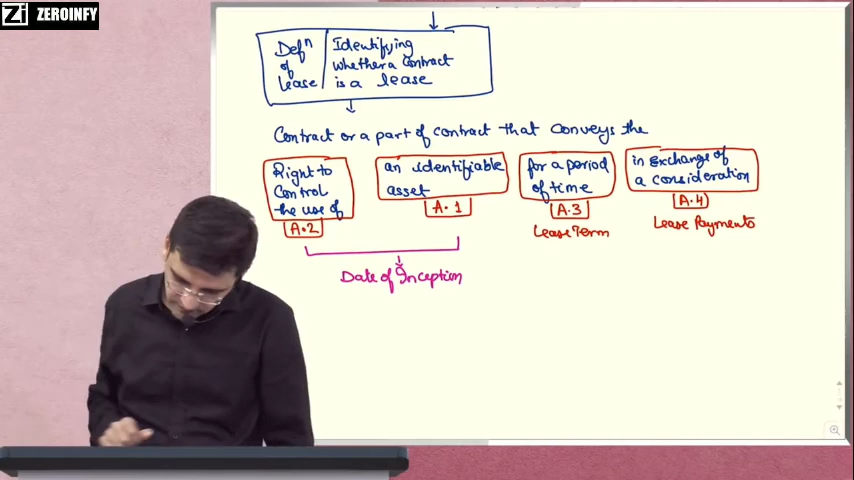 Zi ZEROINFY
Defn
of
Lease
Identifying
whether a contract
is a lease
Contract or a part of contract that conveys the
Right to
Control
the use of
A.2
an identifiable
asset
A.1
for a period
of time
A.3
Lease Term
in Exchange of
a consideration
A.4
Lease Payments
Date of Inception